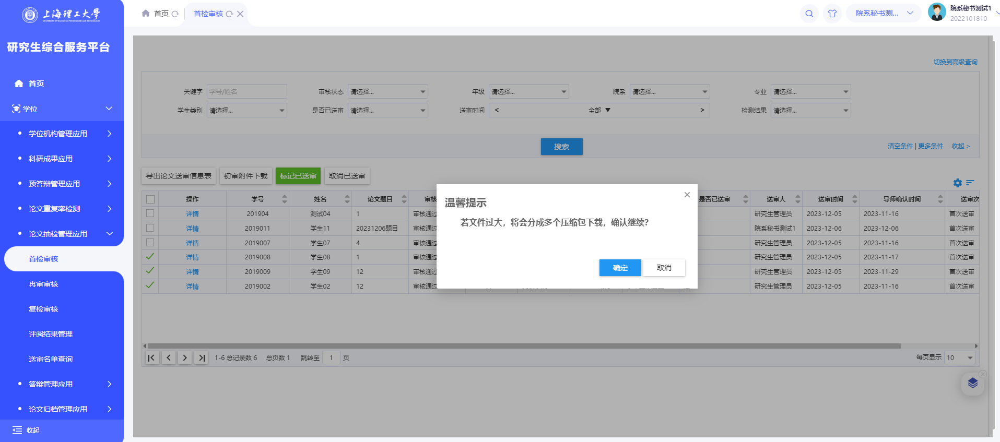 上海理工大學
UNIVERSITY OF SHANGHAI FOR SCIENCE AND TECHNOLOGY
研究生综合服务平台
首页
学位
学位机构管理应用
科研成果应用
预答辩管理应用
论文重复率检测
论文抽检管理应用
首检审核
再审审核
复检审核
评阅结果管理
送审名单查询
答辩管理应用
论文归档管理应用
收起
首页 首检审核
院系秘书测试... 院系秘书测试1
2022101810
切换到高级查询
关键字 学号/姓名 审核状态 请选择... 年级 请选择... 院系 请选择... 专业 请选择...
学生类别 请选择... 是否已送审 请选择... 送审时间 < 全部 ▼ > 检测结果 请选择...
搜索 清空条件 | 更多条件 收起 >
导出论文送审信息表 初审附件下载 标记已送审 取消已送审
操作 学号 姓名 论文题目 审核 是否已送审 送审人 送审时间 导师确认时间 送审次
详情 201904 测试04 1 审核通过 研究生管理员 2023-12-05 2023-11-16 首次送审
详情 2019011 学生11 20231206题目 审核通过 院系秘书测试1 2023-12-06 2023-12-06 首次送审
详情 2019007 学生07 4 审核通过 研究生管理员 2023-12-05 2023-11-16 首次送审
详情 2019008 学生08 1 审核通过 研究生管理员 2023-12-05 2023-11-17 首次送审
详情 2019009 学生09 12 审核通过 研究生管理员 2023-12-05 2023-11-29 首次送审
详情 2019002 学生02 12 审核通过 研究生管理员 2023-12-05 2023-11-16 首次送审
温馨提示
若文件过大，将会分成多个压缩包下载，确认继续?
确定 取消
1-6 总记录数 6 总页数 1 跳转至 1 页 每页显示 10